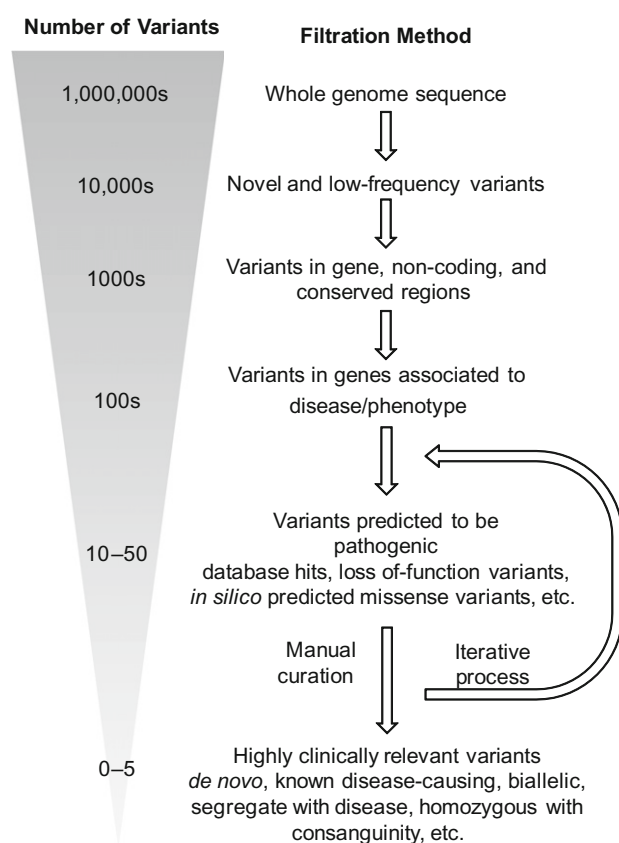 Number of Variants
Filtration Method
1,000,000s
Whole genome sequence
10,000s
Novel and low-frequency variants
1000s
Variants in gene, non-coding, and
conserved regions
100s
Variants in genes associated to
disease/phenotype
10–50
Variants predicted to be
pathogenic
database hits, loss of-function variants,
in silico predicted missense variants, etc.
Manual
curation
Iterative
process
0–5
Highly clinically relevant variants
de novo, known disease-causing, biallelic,
segregate with disease, homozygous with
consanguinity, etc.